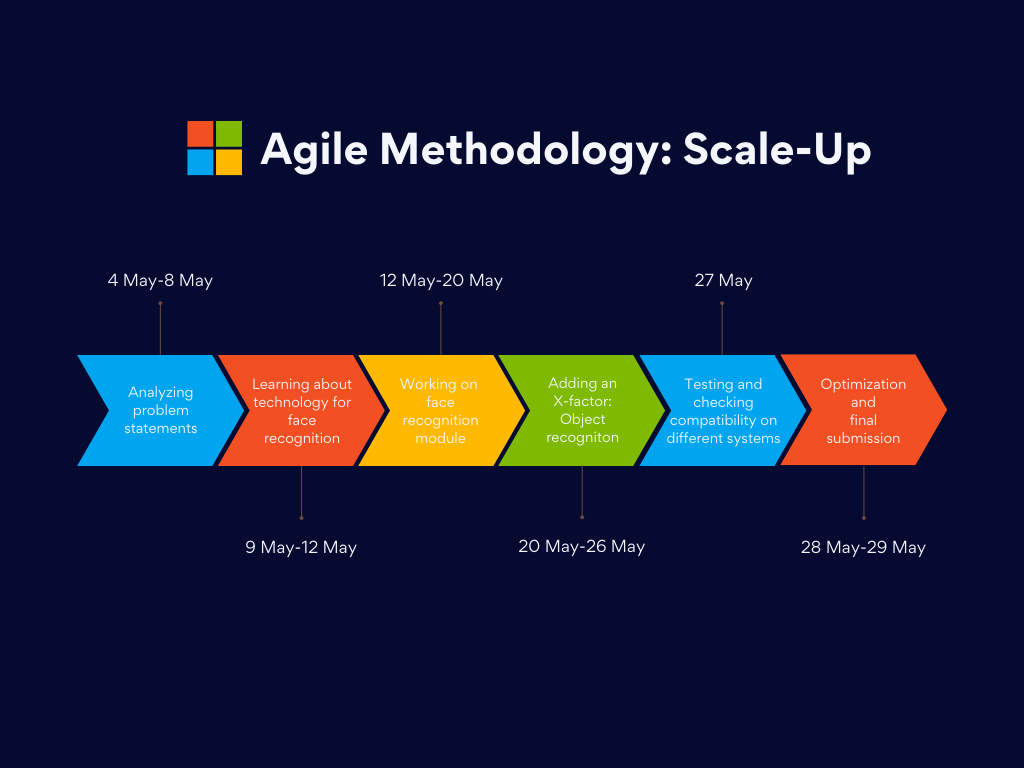 Agile Methodology: Scale-Up
4 May-8 May
12 May-20 May
27 May
Analyzing
problem
statements
Learning about
technology for
face
recognition
Working on
face
recognition
module
Adding an
X-factor:
Object
recogniton
Testing and
checking
compatibility on
different systems
Optimization
and
final
submission
9 May-12 May
20 May-26 May
28 May-29 May